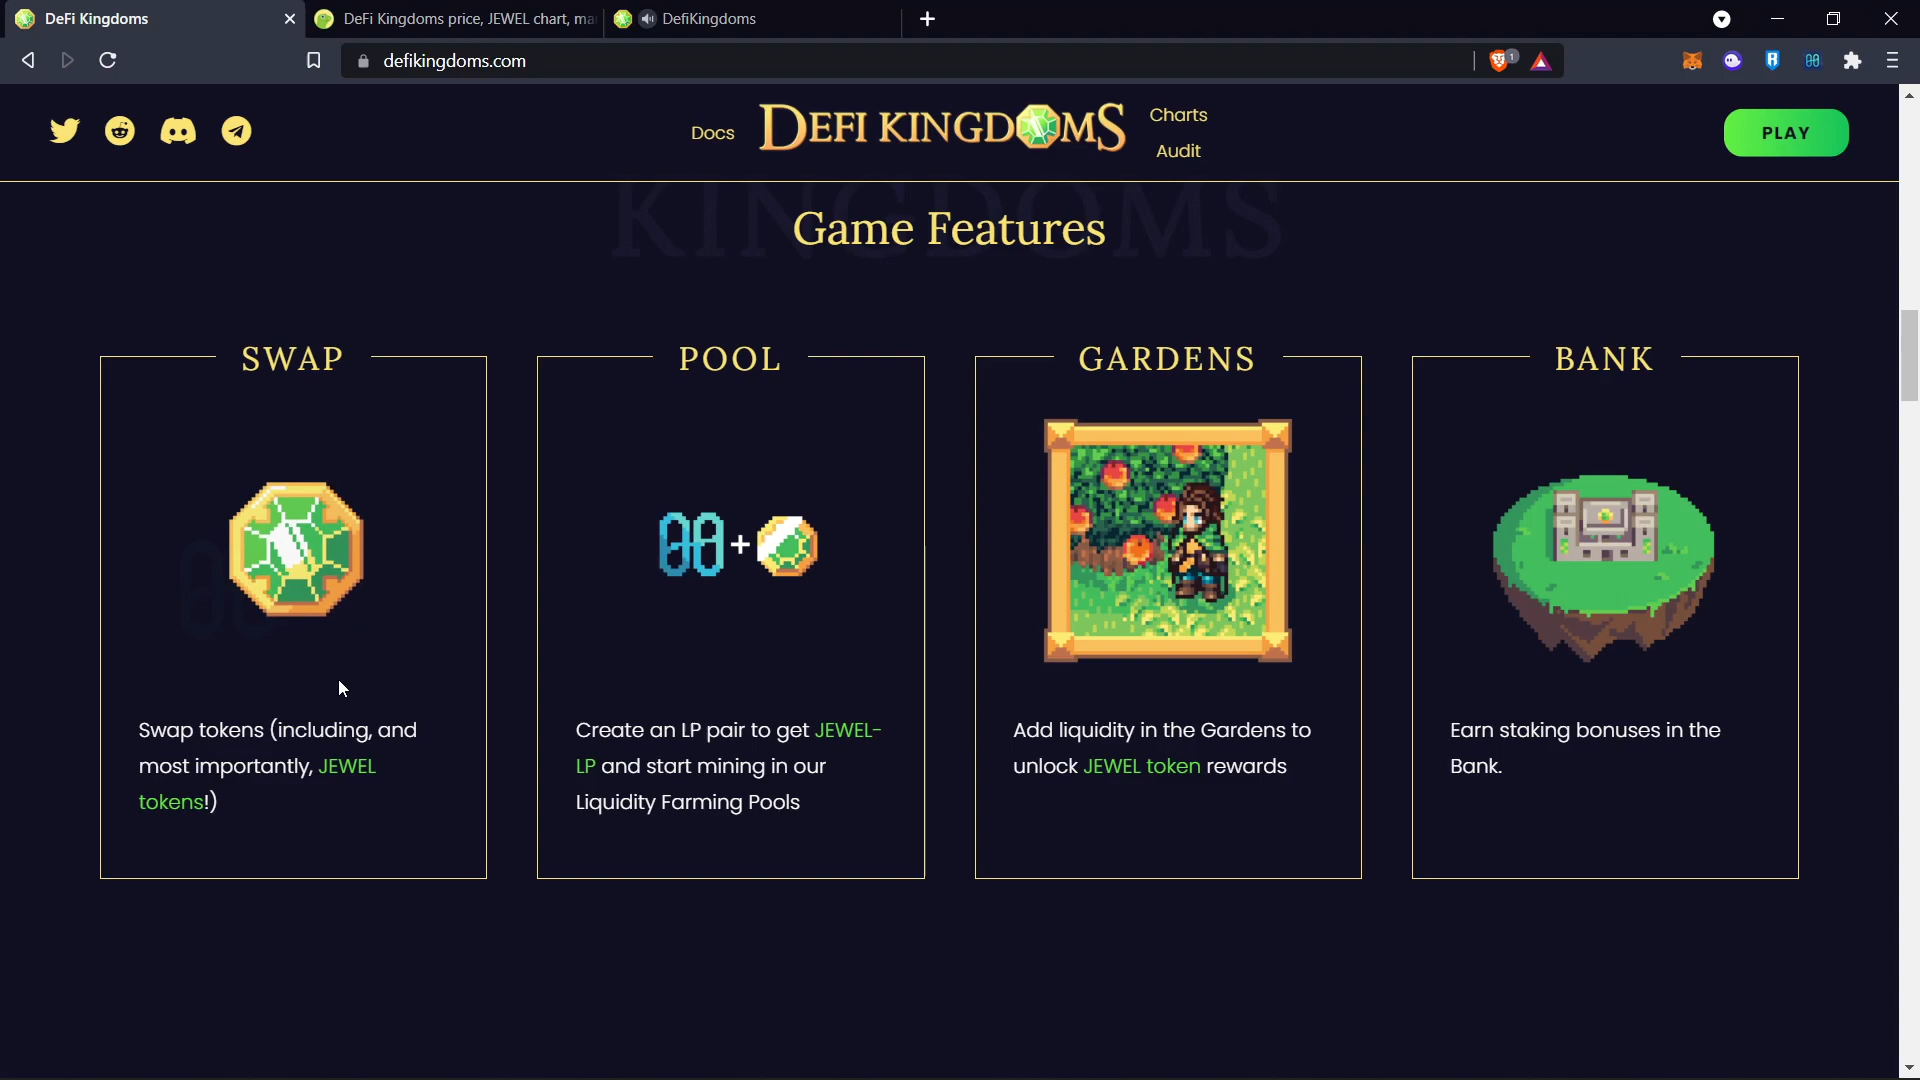 DeFi Kingdoms
DeFi Kingdoms price, JEWEL chart, ma
DefiKingdoms
defikingdoms.com
1
Docs
DEFI KINGDOMS
Charts
Audit
PLAY
KINGDOMS
Game Features
SWAP
Swap tokens (including, and
most importantly, JEWEL
tokens!)
POOL
+
Create an LP pair to get JEWEL-
LP and start mining in our
Liquidity Farming Pools
GARDENS
Add liquidity in the Gardens to
unlock JEWEL token rewards
BANK
Earn staking bonuses in the
Bank.